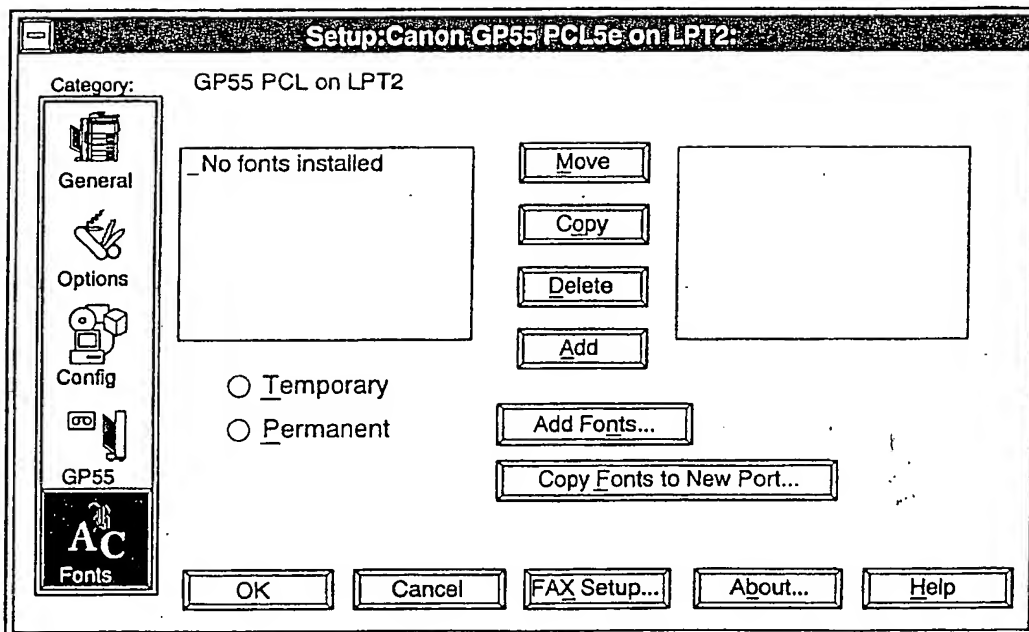 Setup:Canon GP55 PCL5e on LPT2:
Category:
GP55 PCL on LPT2
General
Options
Config
GP55
ABC
Fonts
_No fonts installed
Move
Copy
Delete
Add
Temporary
Permanent
Add Fonts...
Copy Fonts to New Port...
OK
Cancel
FAX Setup...
About...
Help